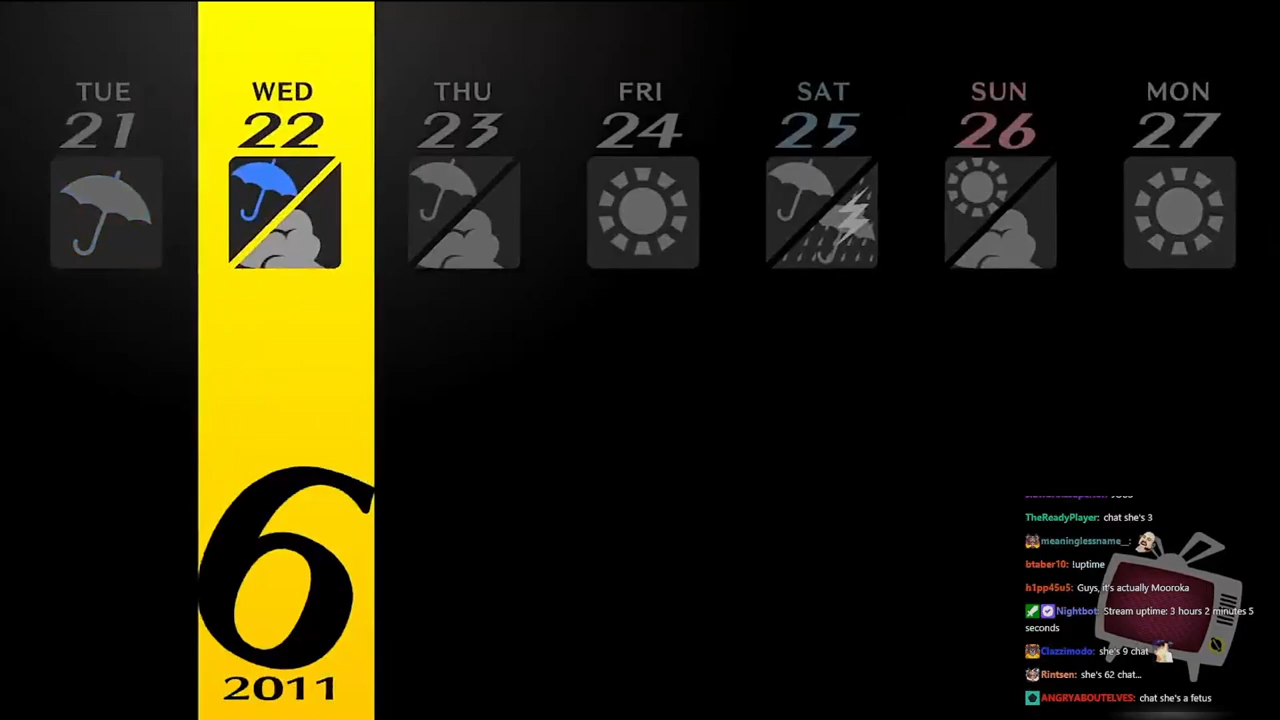 TUE WED THU FRI SAT SUN MON
21 22 23 24 25 26 27
6
2011
TheReadyPlayer: chat she's 3
meaninglessname__:
btaber10: !uptime
h1pp45u5: Guys, it's actually Mooroka
Nightbot: Stream uptime: 3 hours 2 minutes 5
seconds
Clazzimodo: she's 9 chat
Rintsen: she's 62 chat...
ANGRYABOUTELVES: chat she's a fetus